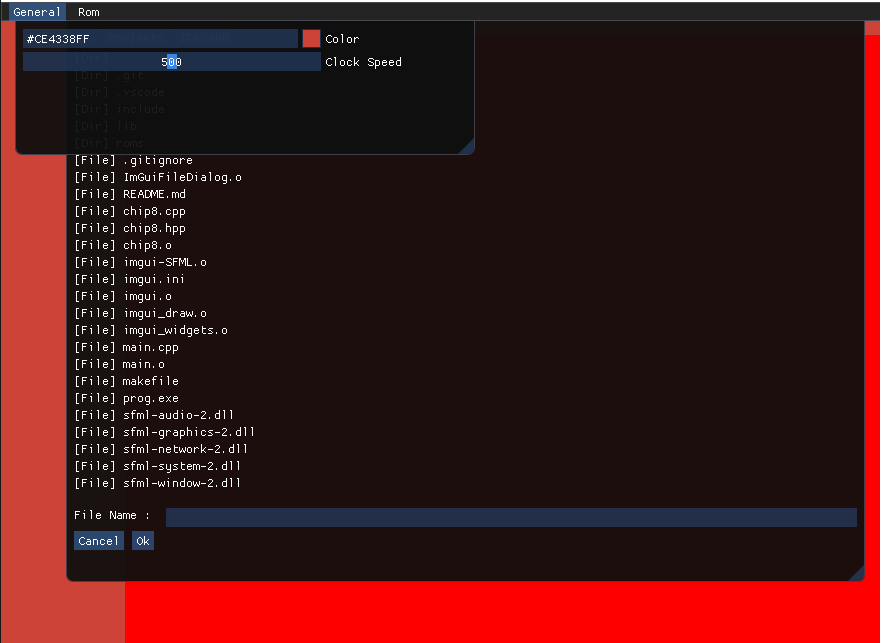 General Rom
#CE4338FF Color
500 Clock Speed
[Dir] .git
[Dir] .vscode
[Dir] include
[Dir] lib
[Dir] roms
[File] .gitignore
[File] ImGuiFileDialog.o
[File] README.md
[File] chip8.cpp
[File] chip8.hpp
[File] chip8.o
[File] imgui-SFML.o
[File] imgui.ini
[File] imgui.o
[File] imgui_draw.o
[File] imgui_widgets.o
[File] main.cpp
[File] main.o
[File] makefile
[File] prog.exe
[File] sfml-audio-2.dll
[File] sfml-graphics-2.dll
[File] sfml-network-2.dll
[File] sfml-system-2.dll
[File] sfml-window-2.dll
File Name :
Cancel Ok